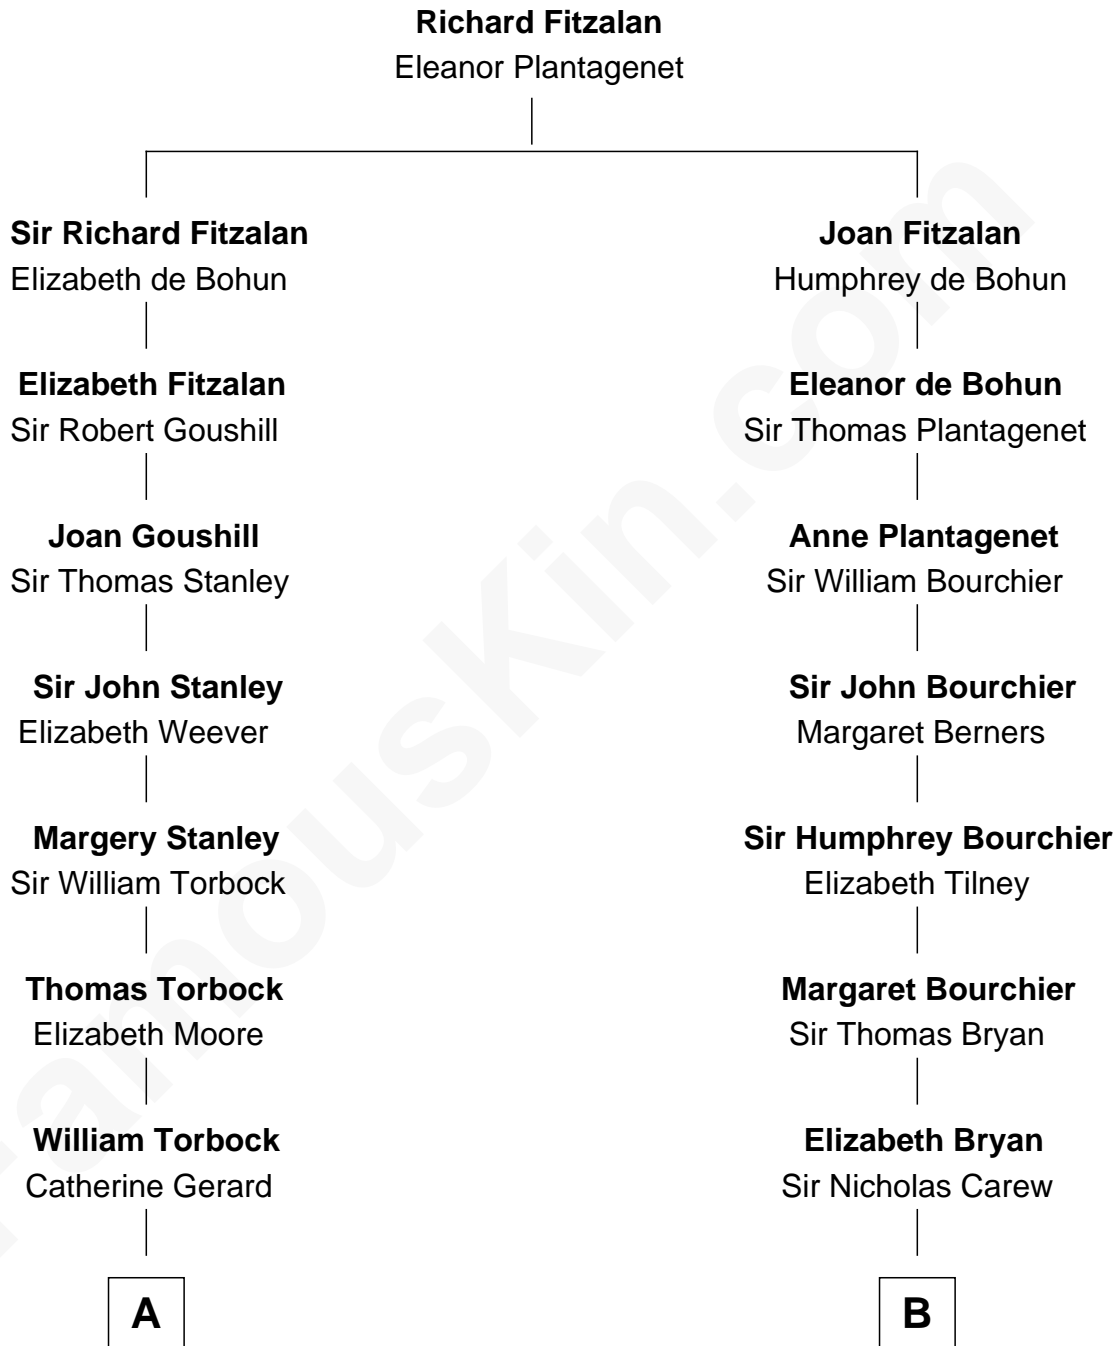 Richard Fitzalan
Eleanor Plantagenet
Sir Richard Fitzalan
Elizabeth de Bohun
Elizabeth Fitzalan
Sir Robert Goushill
Joan Goushill
Sir Thomas Stanley
Sir John Stanley
Elizabeth Weever
Margery Stanley
Sir William Torbock
Thomas Torbock
Elizabeth Moore
William Torbock
Catherine Gerard
A
Joan Fitzalan
Humphrey de Bohun
Eleanor de Bohun
Sir Thomas Plantagenet
Anne Plantagenet
Sir William Bourchier
Sir John Bourchier
Margaret Berners
Sir Humphrey Bourchier
Elizabeth Tilney
Margaret Bourchier
Sir Thomas Bryan
Elizabeth Bryan
Sir Nicholas Carew
B
FamousKin.com